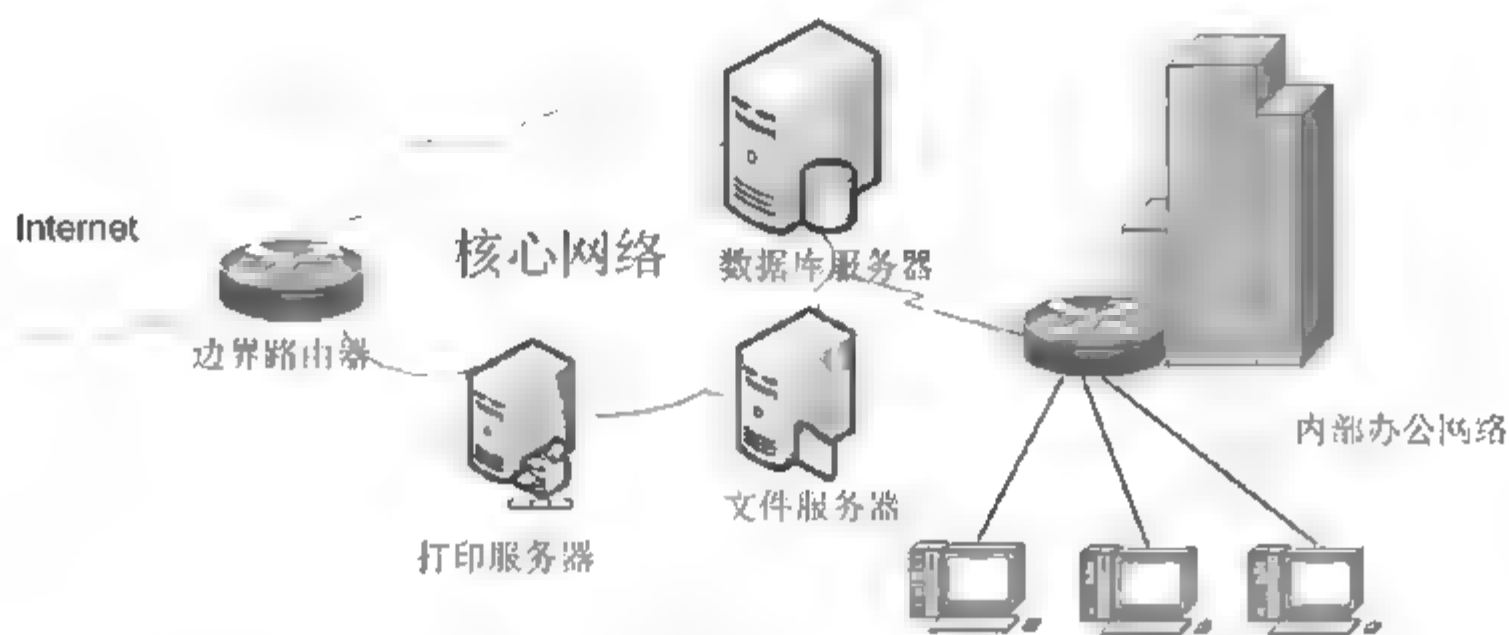 Internet
核心网络
数据库服务器
边界路由器
内部办公网络
文件服务器
打印服务器